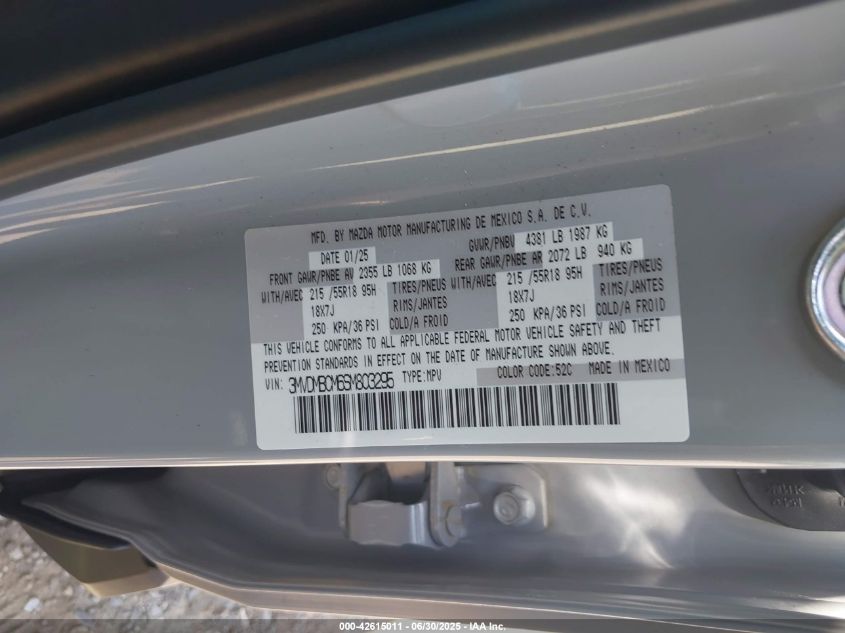 MFD. BY MAZDA MOTOR MANUFACTURING DE MEXICO S.A. DE C.V.
DATE 01/25 GVWR/PNBV 4381 LB 1987 KG
FRONT GAWR/PNBE AV 2355 LB 1068 KG REAR GAWR/PNBE AR 2072 LB 940 KG
WITH/AVEC 215 /55R18 95H TIRES/PNEUS WITH/AVEC 215 /55R18 95H TIRES/PNEUS
18X7J RIMS/JANTES 18X7J RIMS/JANTES
250 KPA/36 PSI COLD/A FROID 250 KPA/36 PSI COLD/A FROID
THIS VEHICLE CONFORMS TO ALL APPLICABLE FEDERAL MOTOR VEHICLE SAFETY AND THEFT
PREVENTION STANDARDS IN EFFECT ON THE DATE OF MANUFACTURE SHOWN ABOVE.
VIN: 3MVDMBCM6SM803295 TYPE:MPV COLOR CODE:52C MADE IN MEXICO
000-42615011 - 06/30/2025 - IAA Inc.